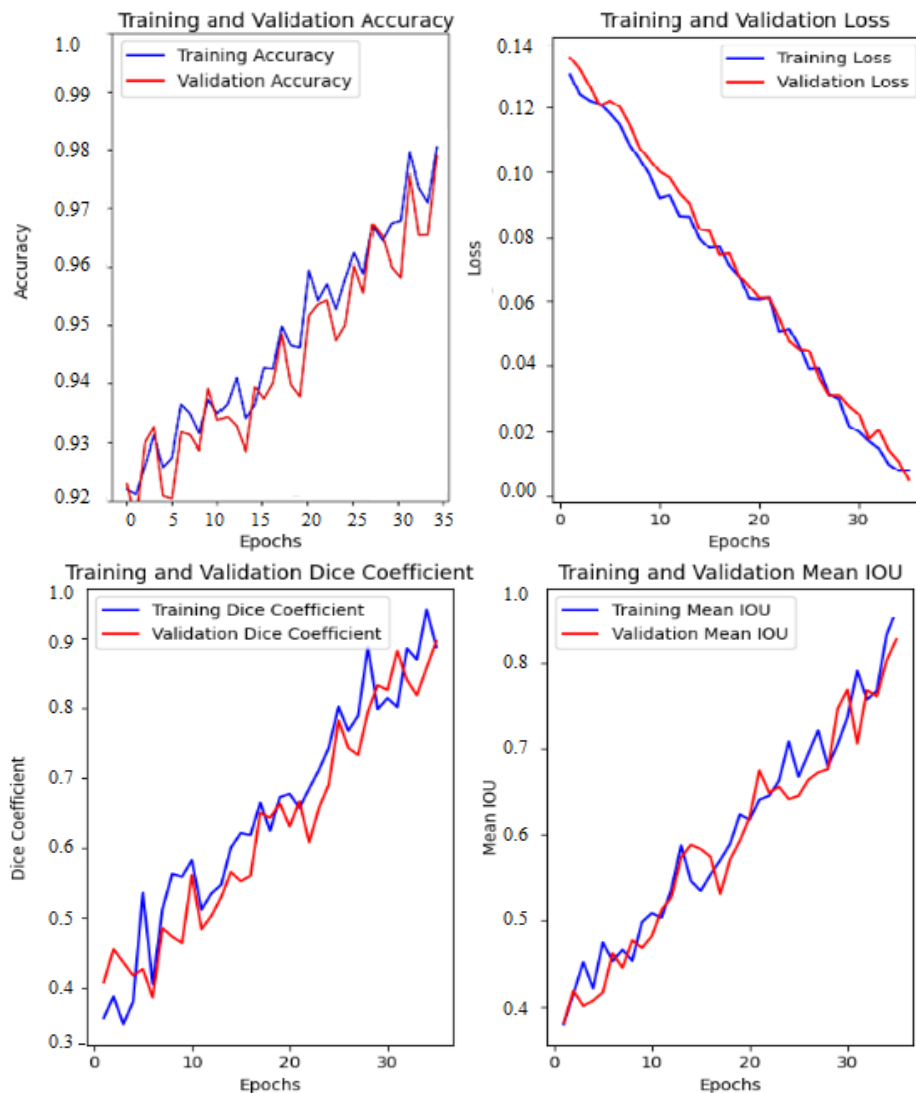 Training and Validation Accuracy
1.0
0.99
0.98
0.97
0.96
0.95
0.94
0.93
0.92
Accuracy
Training Accuracy
Validation Accuracy
0 5 10 15 20 25 30 35
Epochs
Training and Validation Loss
0.14
0.12
0.10
0.08
0.06
0.04
0.02
0.00
Loss
Training Loss
Validation Loss
0 10 20 30
Epochs
Training and Validation Dice Coefficient
1.0
0.9
0.8
0.7
0.6
0.5
0.4
0.3
Dice Coefficient
Training Dice Coefficient
Validation Dice Coefficient
0 10 20 30
Epochs
Training and Validation Mean IOU
1.0
0.8
0.7
0.6
0.5
0.4
Mean IOU
Training Mean IOU
Validation Mean IOU
0 10 20 30
Epochs